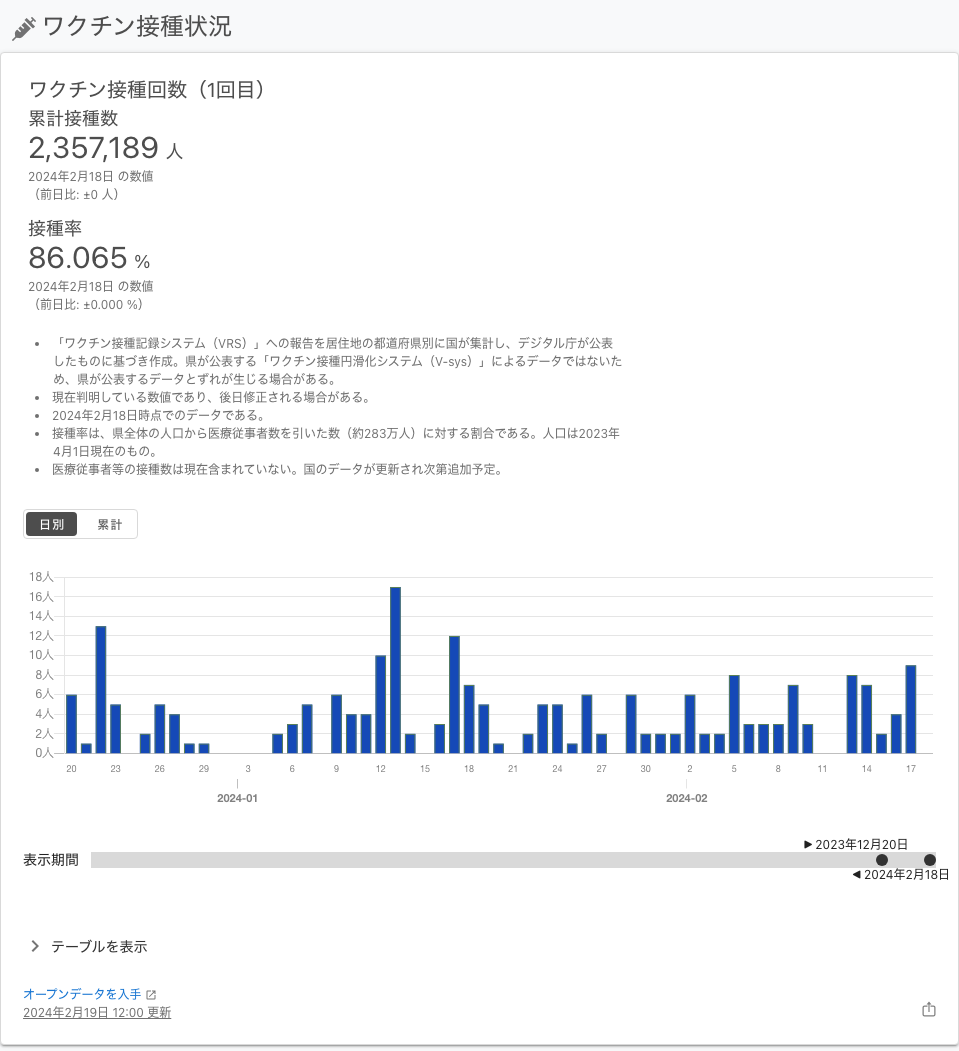 ワクチン接種状況
ワクチン接種回数（1回目）
累計接種数
2,357,189 人
2024年2月18日 の数値
（前日比: ±0 人）
接種率
86.065 %
2024年2月18日 の数値
（前日比: ±0.000 %）
• 「ワクチン接種記録システム（VRS）」への報告を居住地の都道府県別に国が集計し、デジタル庁が公表
したものに基づき作成。県が公表する「ワクチン接種円滑化システム（V-sys）」によるデータではないた
め、県が公表するデータとずれが生じる場合がある。
• 現在判明している数値であり、後日修正される場合がある。
• 2024年2月18日時点でのデータである。
• 接種率は、県全体の人口から医療従事者数を引いた数（約283万人）に対する割合である。人口は2023年
4月1日現在のもの。
• 医療従事者等の接種数は現在含まれていない。国のデータが更新され次第追加予定。
日別 累計
18人
16人
14人
12人
10人
8人
6人
4人
2人
0人
20 23 26 29 3 6 9 12 15 18 21 24 27 30 2 5 8 11 14 17
2024-01 2024-02
▶ 2023年12月20日
表示期間
◀ 2024年2月18日
テーブルを表示
オープンデータを入手
2024年2月19日 12:00 更新